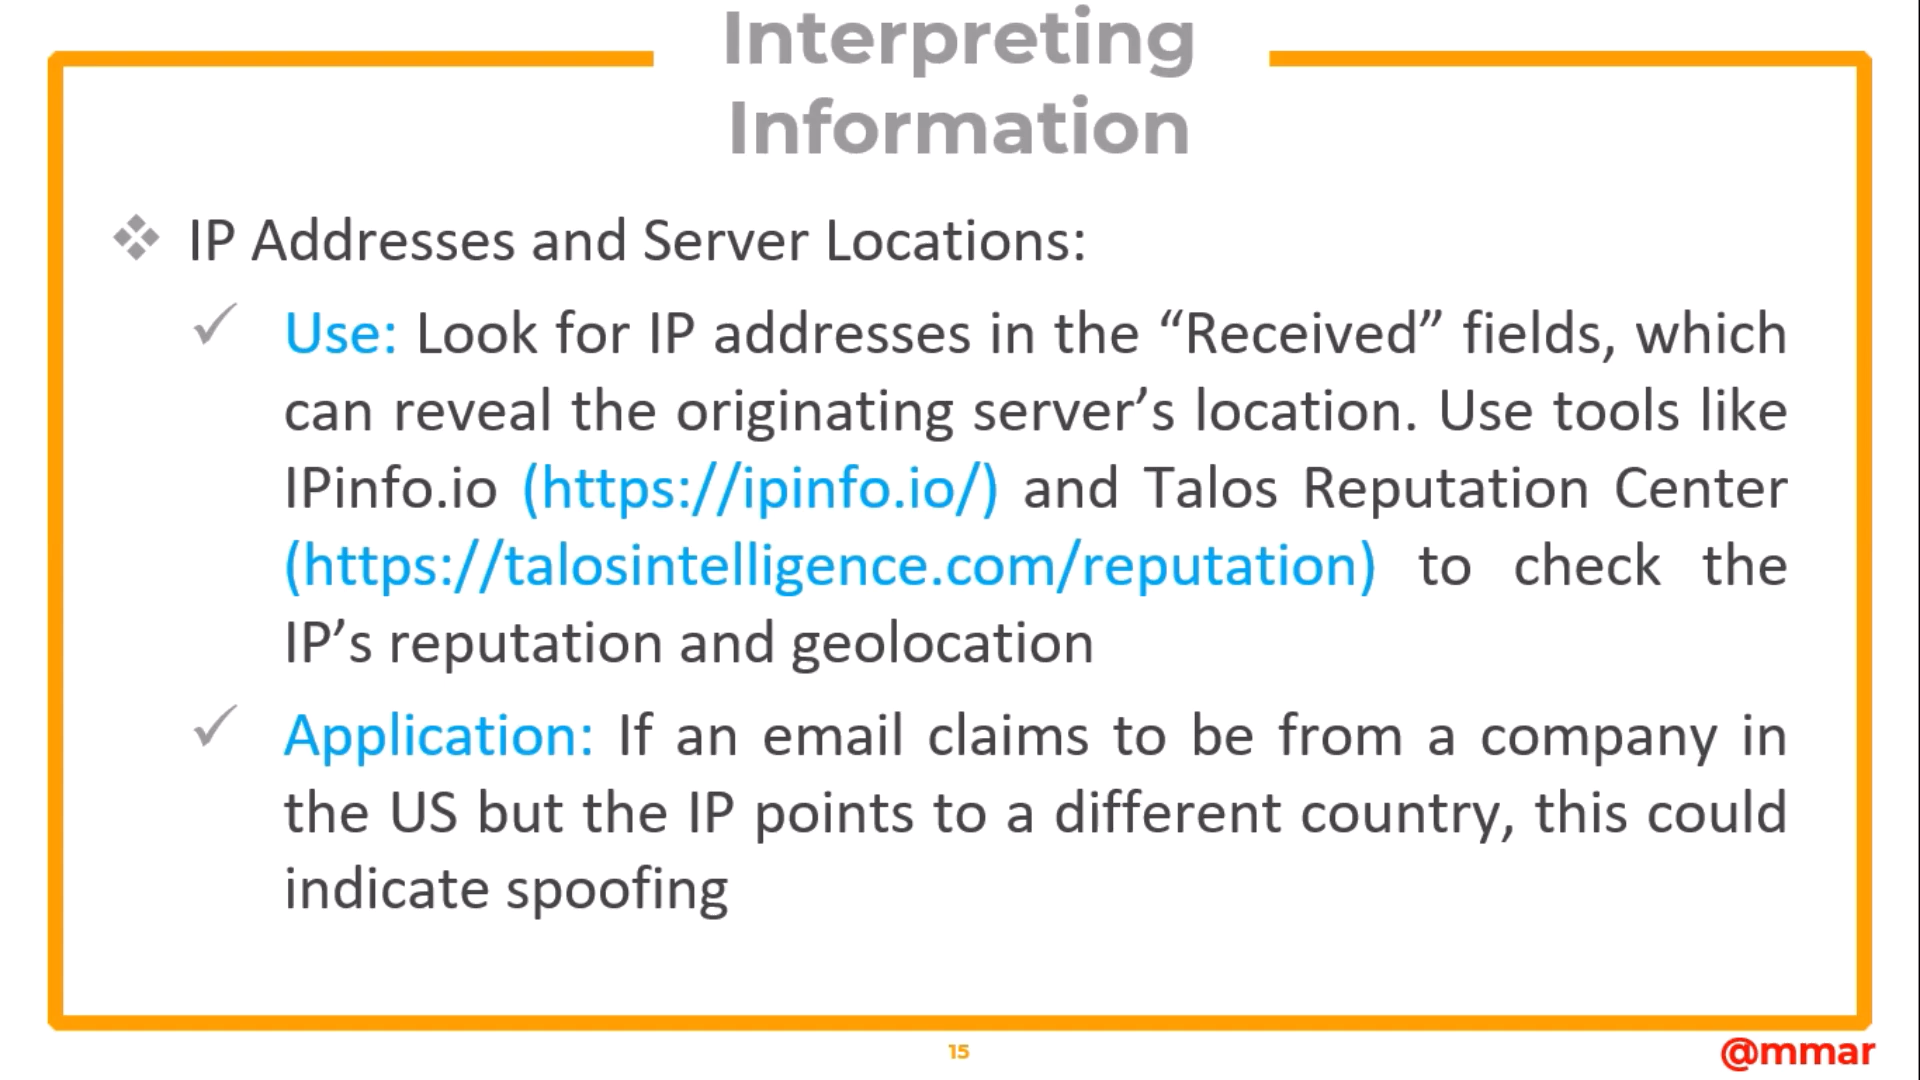 Interpreting
Information
IP Addresses and Server Locations:
Use: Look for IP addresses in the “Received” fields, which
can reveal the originating server’s location. Use tools like
IPinfo.io (https://ipinfo.io/) and Talos Reputation Center
(https://talosintelligence.com/reputation) to check the
IP’s reputation and geolocation
Application: If an email claims to be from a company in
the US but the IP points to a different country, this could
indicate spoofing
15
@mmar